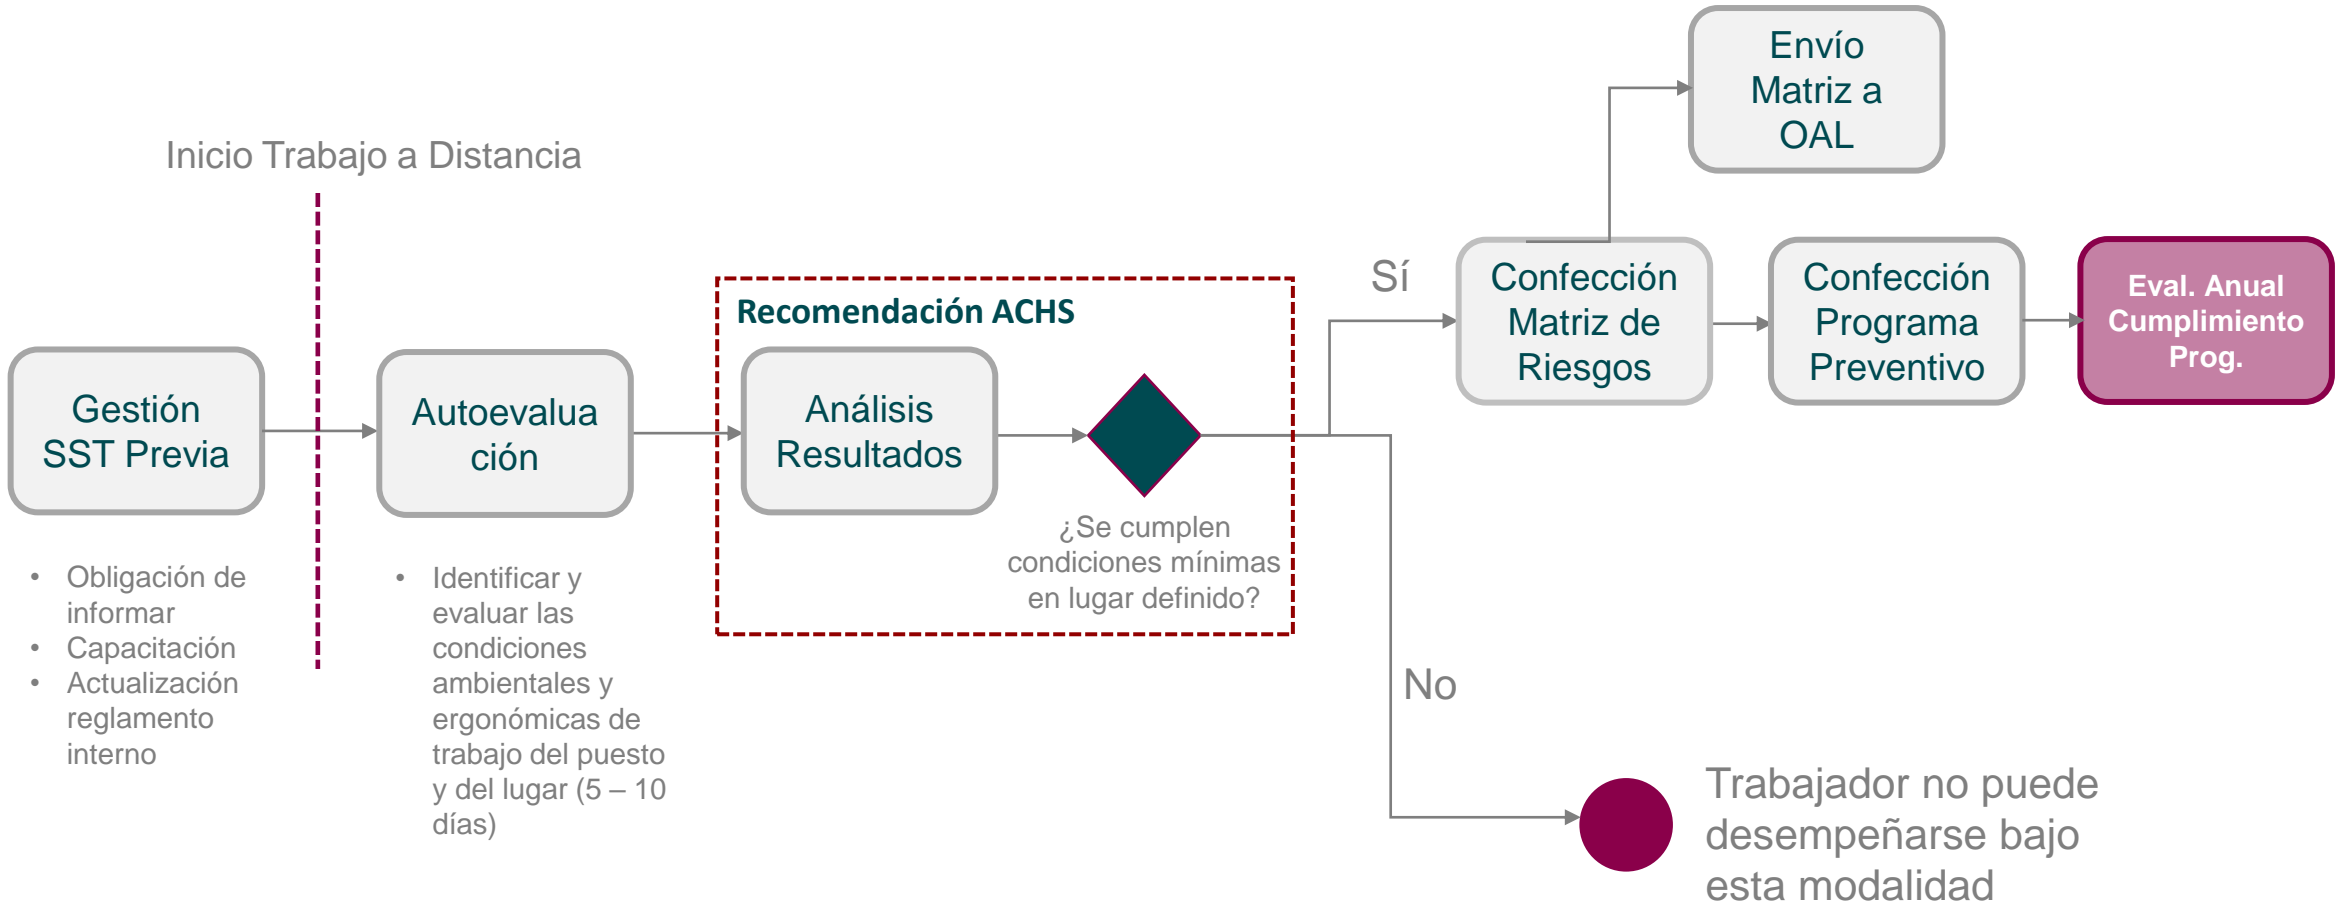 Inicio Trabajo a Distancia
Gestión
SST Previa
• Obligación de
informar
• Capacitación
• Actualización
reglamento
interno
Autoevalua
ción
• Identificar y
evaluar las
condiciones
ambientales y
ergonómicas de
trabajo del puesto
y del lugar (5 – 10
días)
Recomendación ACHS
Análisis
Resultados
¿Se cumplen
condiciones mínimas
en lugar definido?
Sí
Confección
Matriz de
Riesgos
Envío
Matriz a
OAL
Confección
Programa
Preventivo
Eval. Anual
Cumplimiento
Prog.
No
Trabajador no puede
desempeñarse bajo
esta modalidad